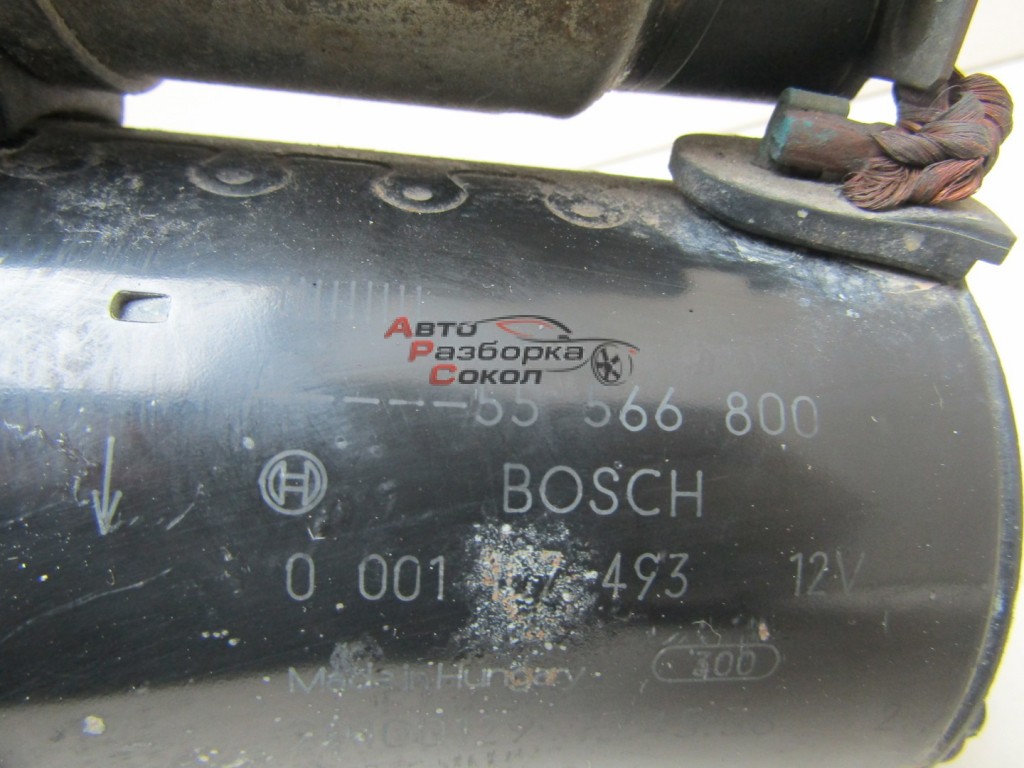 Авто
Разборка
Сокол
----55 566 800
BOSCH
0 001 493 12V
300
Made in Hungary